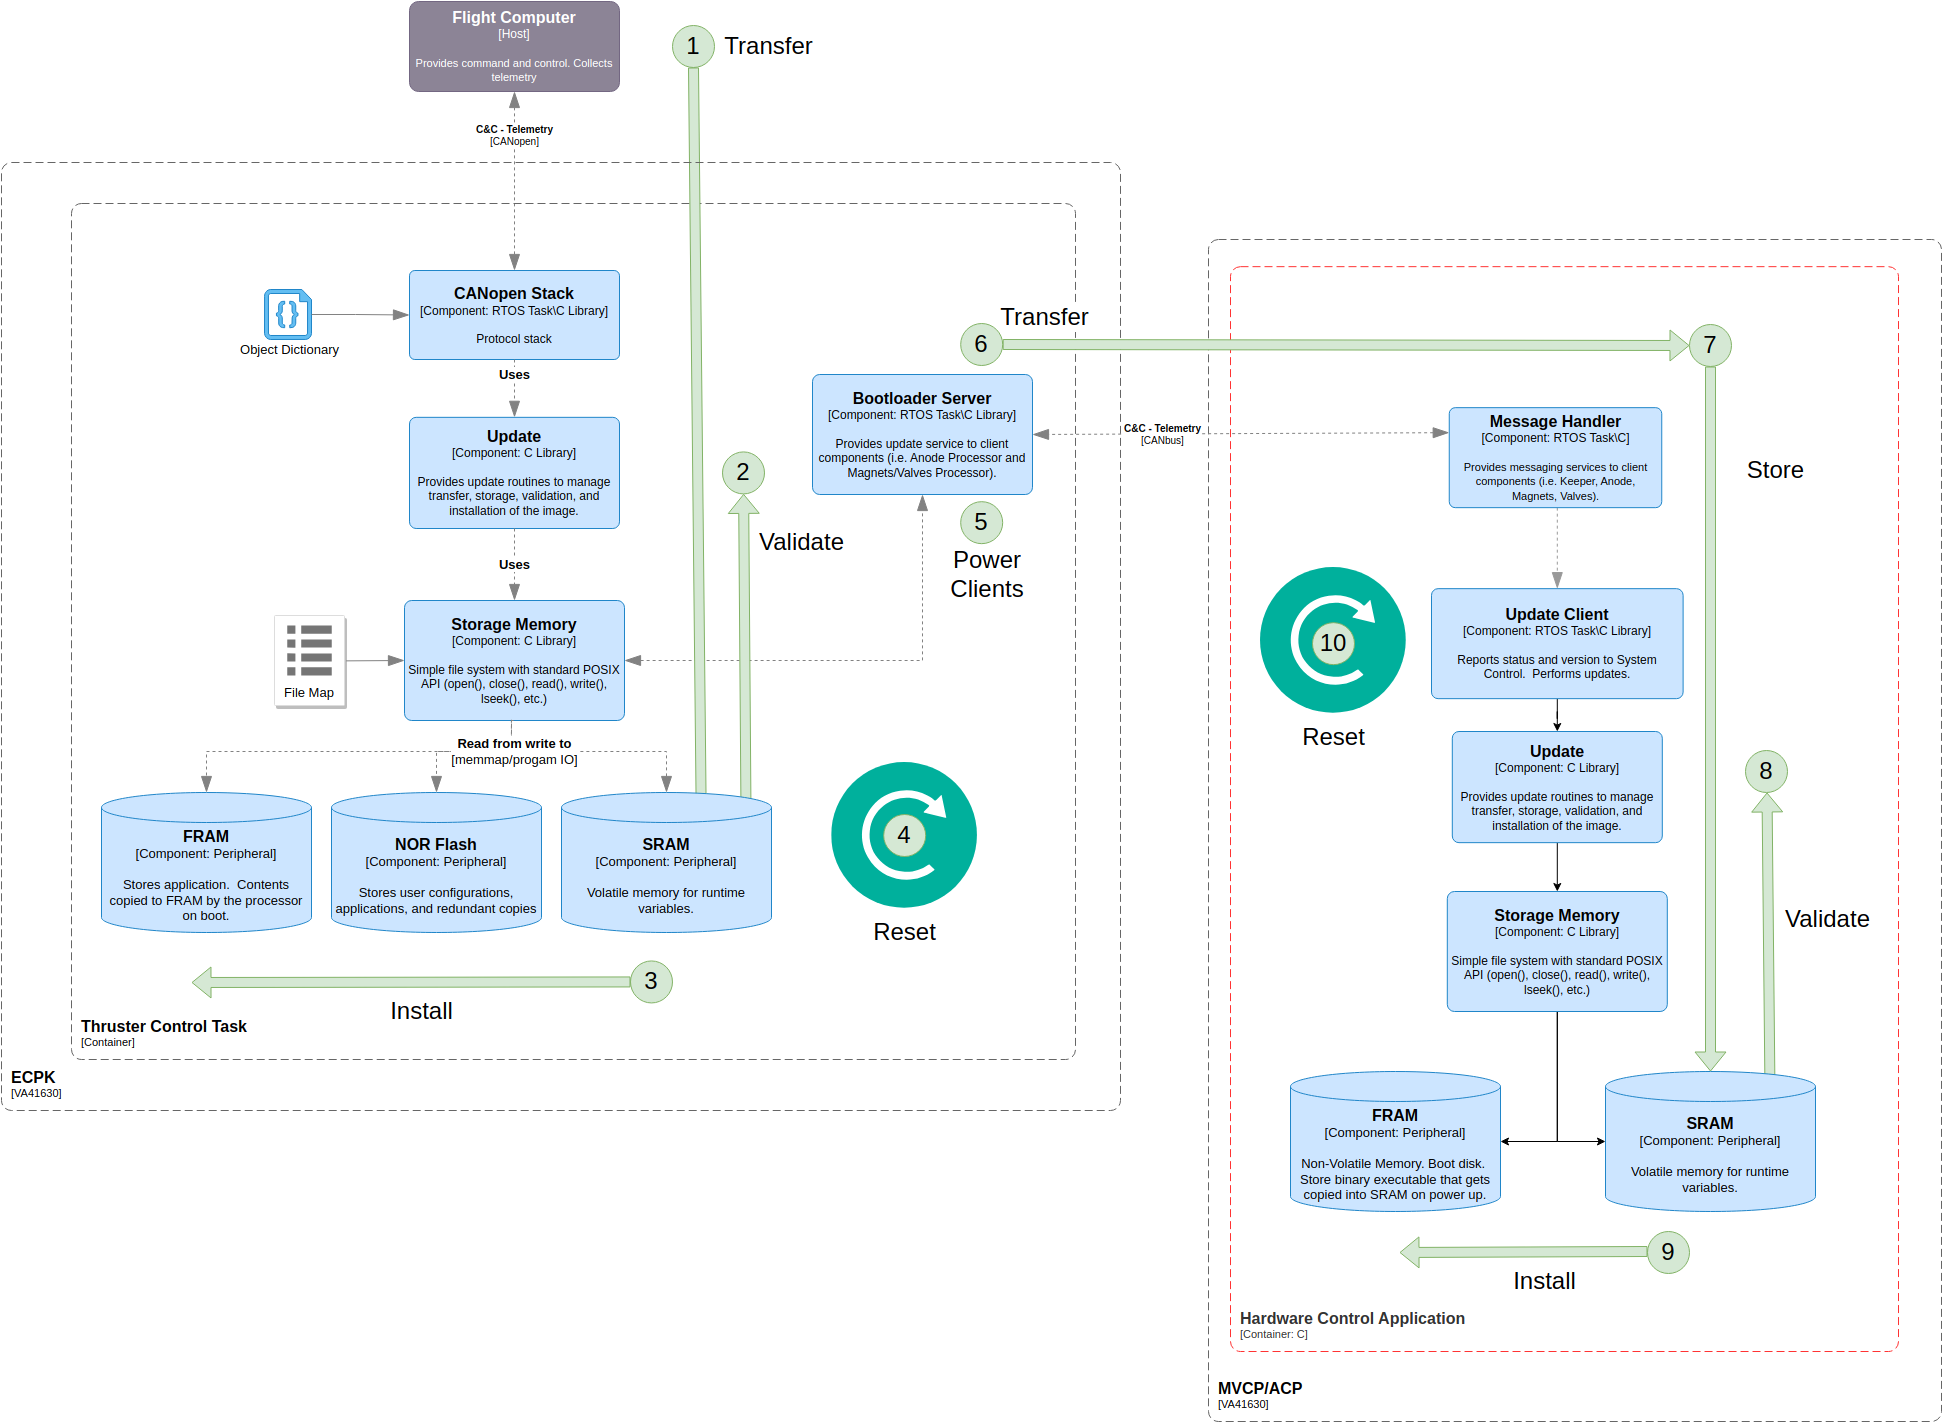 Flight Computer
[Host]
Provides command and control. Collects
telemetry
1
Transfer
C&C - Telemetry
[CANopen]
CANopen Stack
[Component: RTOS Task\C Library]
Protocol stack
Object Dictionary
Uses
Update
[Component: C Library]
Provides update routines to manage
transfer, storage, validation, and
installation of the image.
Uses
Storage Memory
[Component: C Library]
Simple file system with standard POSIX
API (open(), close(), read(), write(),
lseek(), etc.)
File Map
Read from write to
[memmap/progam IO]
FRAM
[Component: Peripheral]
Stores application.  Contents
copied to FRAM by the processor
on boot.
NOR Flash
[Component: Peripheral]
Stores user configurations,
applications, and redundant copies
SRAM
[Component: Peripheral]
Volatile memory for runtime
variables.
2
Validate
3
Install
4
Reset
Bootloader Server
[Component: RTOS Task\C Library]
Provides update service to client
components (i.e. Anode Processor and
Magnets/Valves Processor).
5
Power
Clients
6
Transfer
Thruster Control Task
[Container]
ECPK
[VA41630]
C&C - Telemetry
[CANbus]
7
Store
Message Handler
[Component: RTOS Task\C]
Provides messaging services to client
components (i.e. Keeper, Anode,
Magnets, Valves).
Update Client
[Component: RTOS Task\C Library]
Reports status and version to System
Control.  Performs updates.
Update
[Component: C Library]
Provides update routines to manage
transfer, storage, validation, and
installation of the image.
Storage Memory
[Component: C Library]
Simple file system with standard POSIX
API (open(), close(), read(), write(),
lseek(), etc.)
8
Validate
FRAM
[Component: Peripheral]
Non-Volatile Memory. Boot disk.
Store binary executable that gets
copied into SRAM on power up.
SRAM
[Component: Peripheral]
Volatile memory for runtime
variables.
9
Install
10
Reset
Hardware Control Application
[Container: C]
MVCP/ACP
[VA41630]